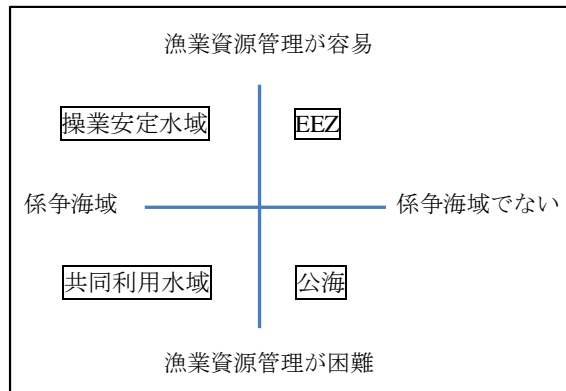 漁業資源管理が容易
操業安定水域 EEZ
係争海域 係争海域でない
共同利用水域 公海
漁業資源管理が困難